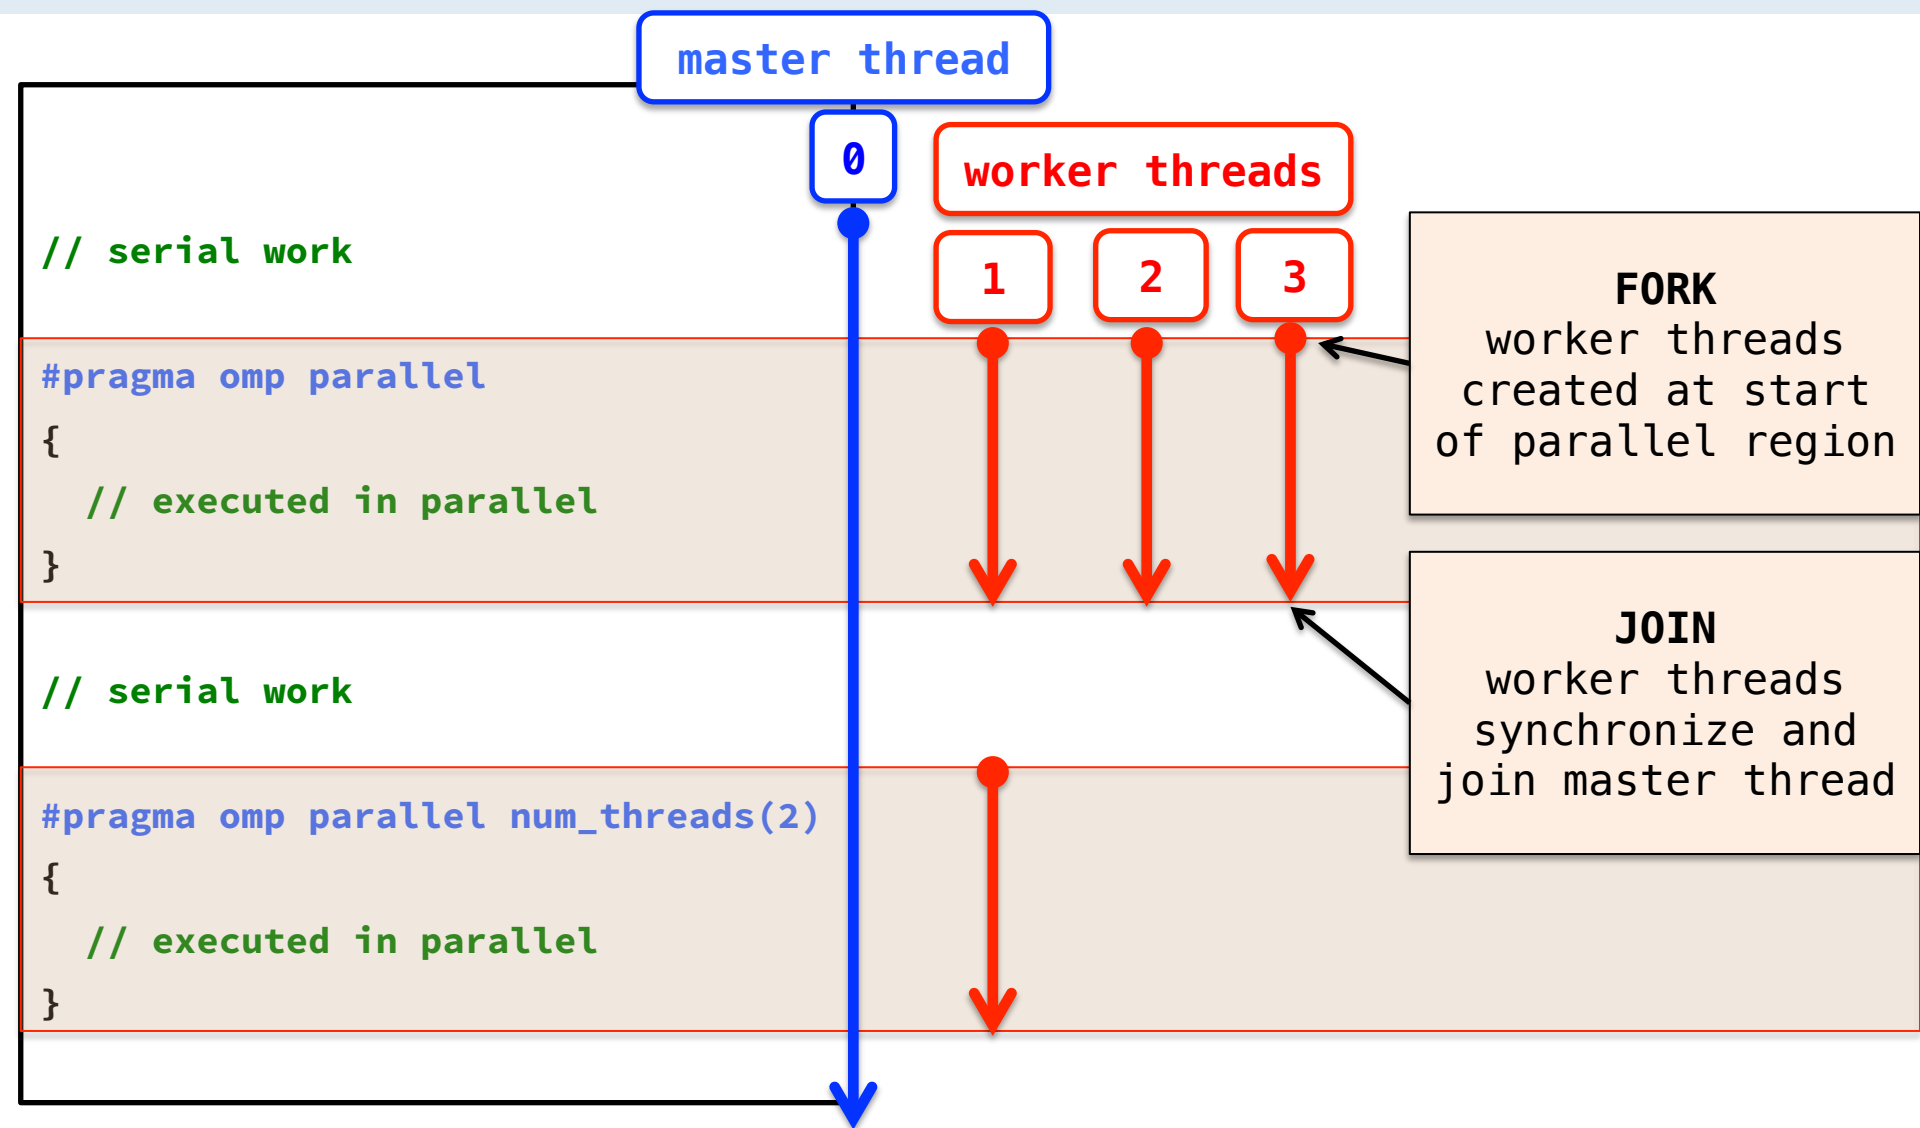 master thread
0
worker threads
1
2
3
// serial work
#pragma omp parallel
{
// executed in parallel
}
// serial work
#pragma omp parallel num_threads(2)
{
// executed in parallel
}
FORK
worker threads
created at start
of parallel region
JOIN
worker threads
synchronize and
join master thread